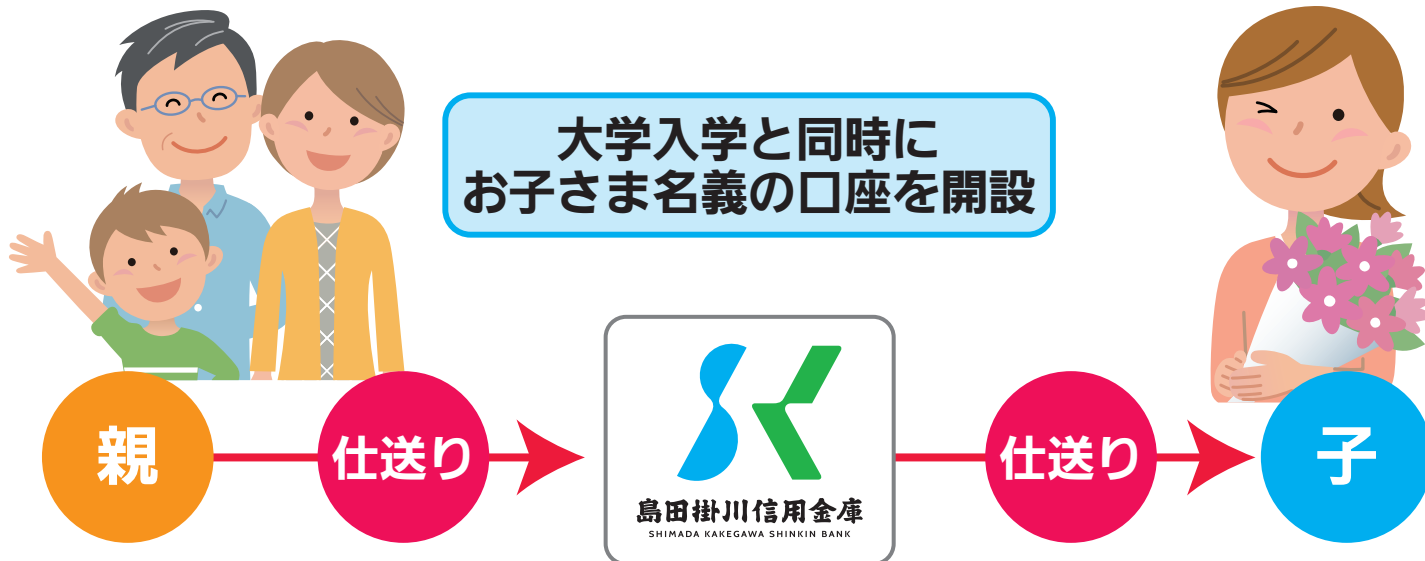 大学入学と同時に
お子さま名義の口座を開設
親
仕送り
島田掛川信用金庫
SHIMADA KAKEGAWA SHINKIN BANK
仕送り
子